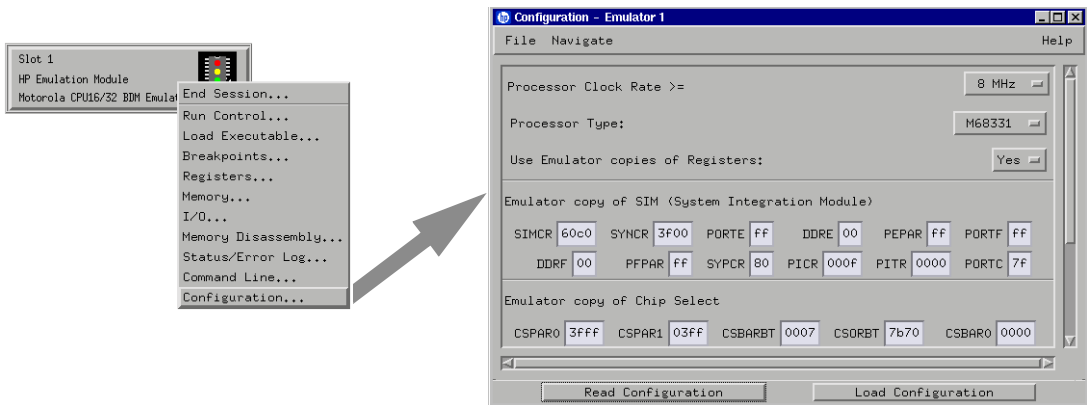 Slot 1
HP Emulation Module
Motorola CPU16/32 BDM Emulat
End Session...
Run Control...
Load Executable...
Breakpoints...
Registers...
Memory...
I/O...
Memory Disassembly...
Status/Error Log...
Command Line...
Configuration...
hp Configuration - Emulator 1
File Navigate Help
Processor Clock Rate >= 8 MHz
Processor Type: M68331
Use Emulator copies of Registers: Yes
Emulator copy of SIM (System Integration Module)
SIMCR 60c0 SYNCR 3f00 PORTE ff DDRE 00 PEPAR ff PORTF ff
DDRF 00 PFPAR ff SYPCR 80 PICR 000f PITR 0000 PORTC 7f
Emulator copy of Chip Select
CSPAR0 3fff CSPAR1 03ff CSBARBT 0007 CSORBT 7b70 CSBAR0 0000
Read Configuration Load Configuration